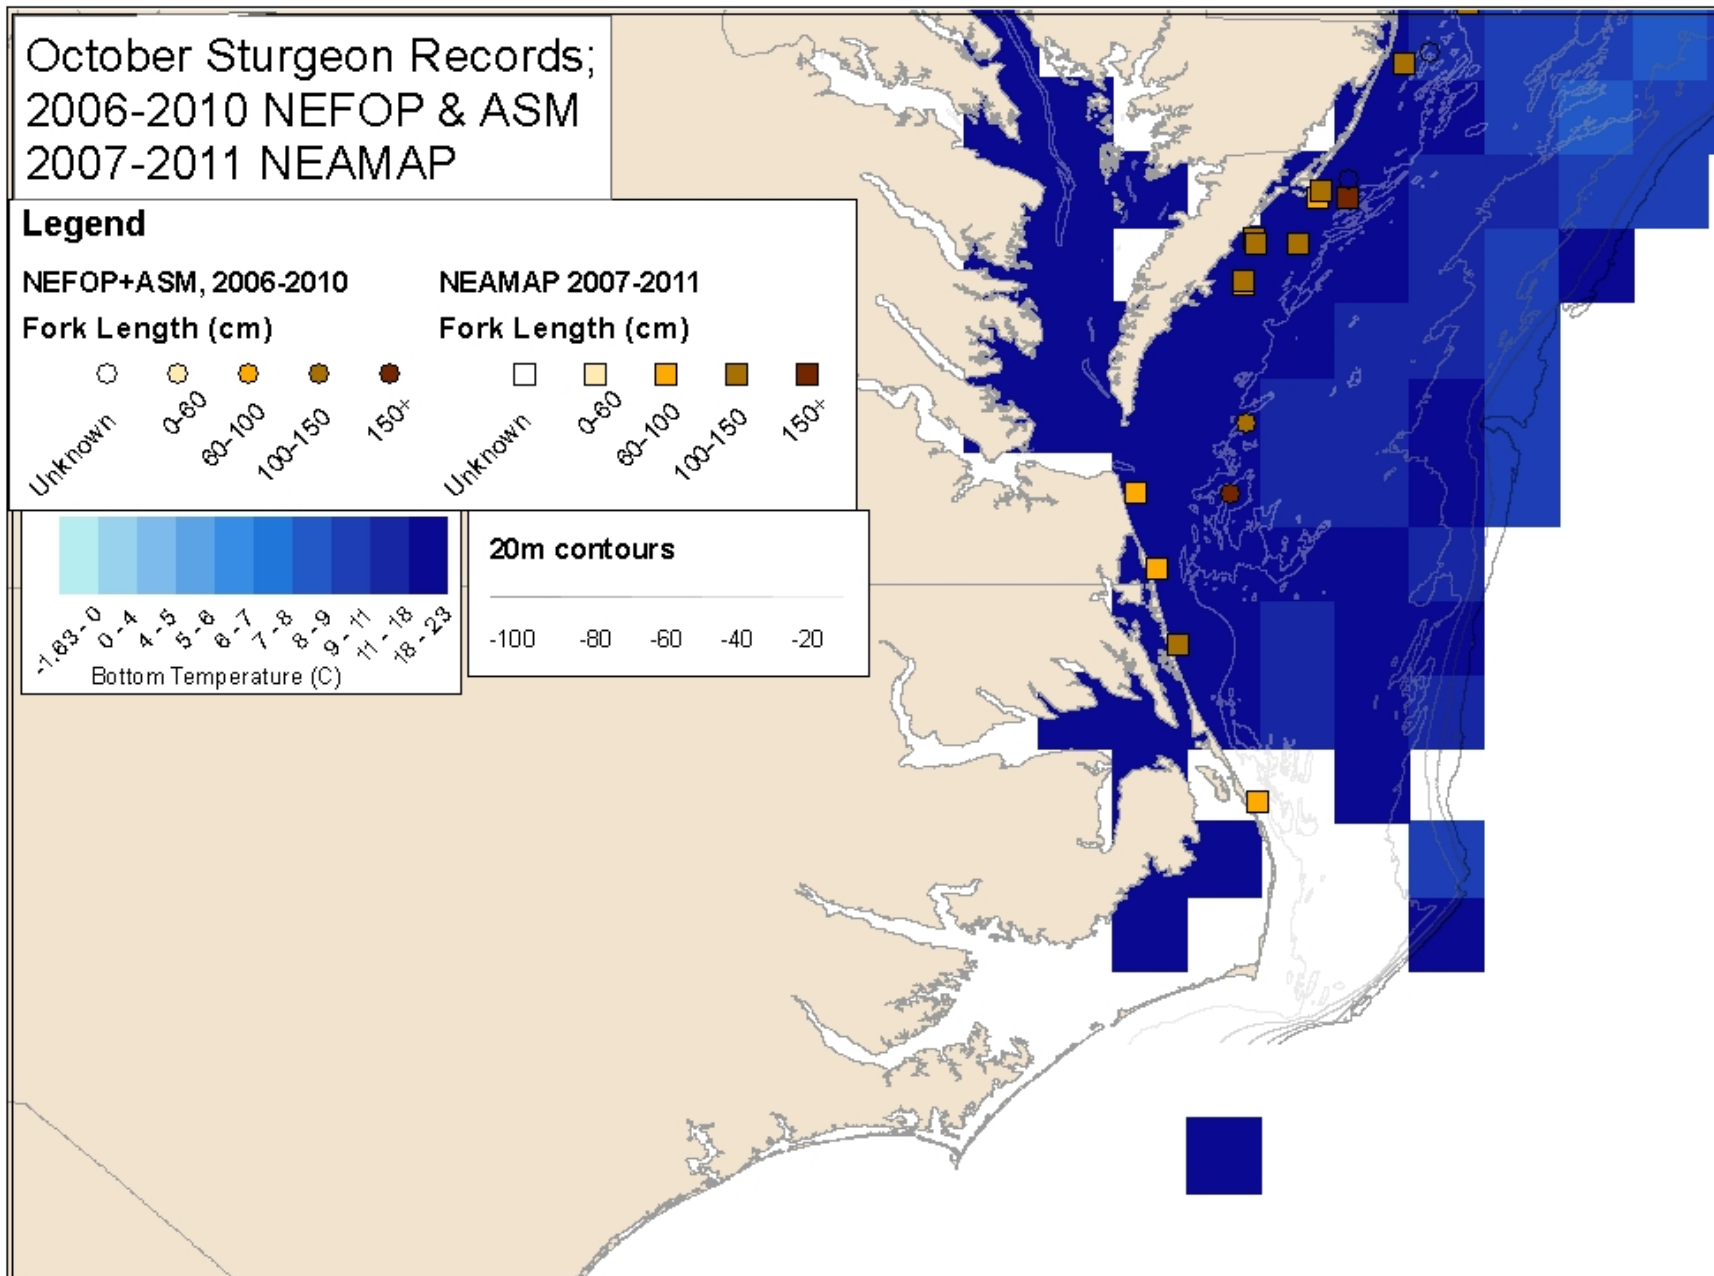 October Sturgeon Records;
2006-2010 NEFOP & ASM
2007-2011 NEAMAP
Legend
NEFOP+ASM, 2006-2010
Fork Length (cm)
Unknown
0-60
60-100
100-150
150+
NEAMAP 2007-2011
Fork Length (cm)
Unknown
0-60
60-100
100-150
150+
-1.63 - 0
0 - 4
4 - 5
5 - 6
6 - 7
7 - 8
8 - 9
9 - 11
11 - 18
18 - 23
Bottom Temperature (C)
20m contours
-100 -80 -60 -40 -20